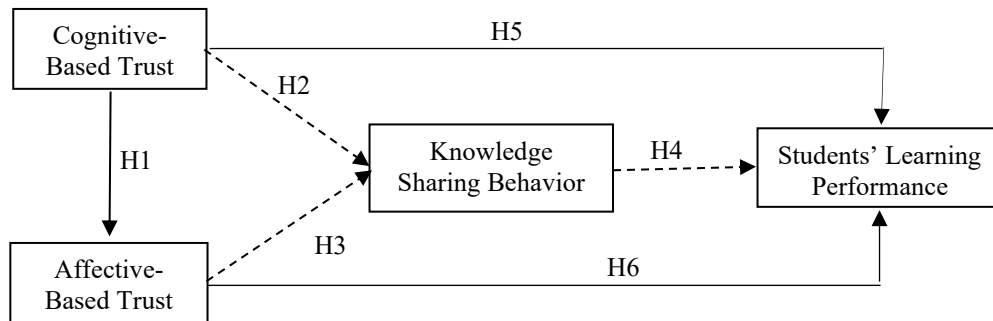 Cognitive-
Based Trust
H5
H2
H1
Knowledge
Sharing Behavior
H4
Students’ Learning
Performance
H3
Affective-
Based Trust
H6